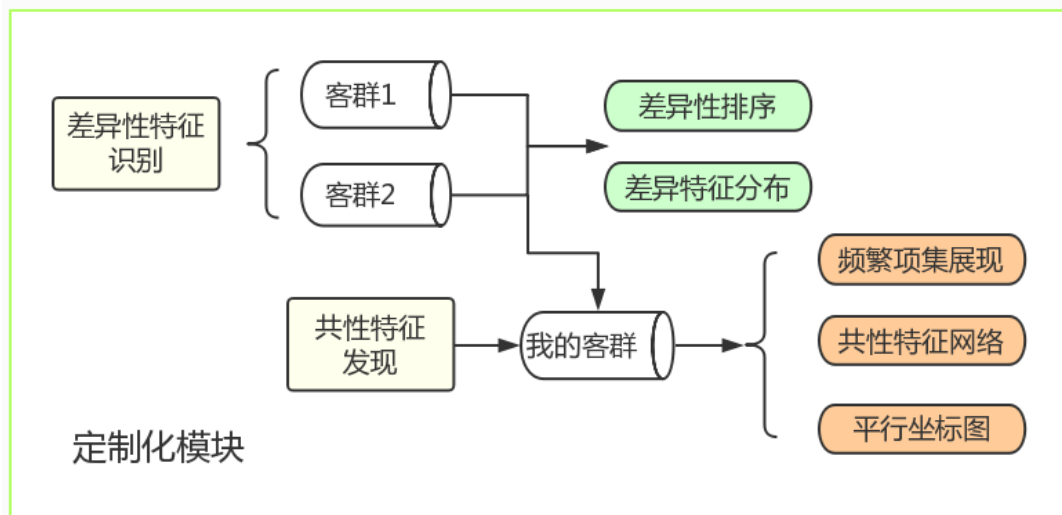 差异性特征
识别
客群1
客群2
差异性排序
差异特征分布
共性特征
发现
我的客群
频繁项集展现
共性特征网络
平行坐标图
定制化模块